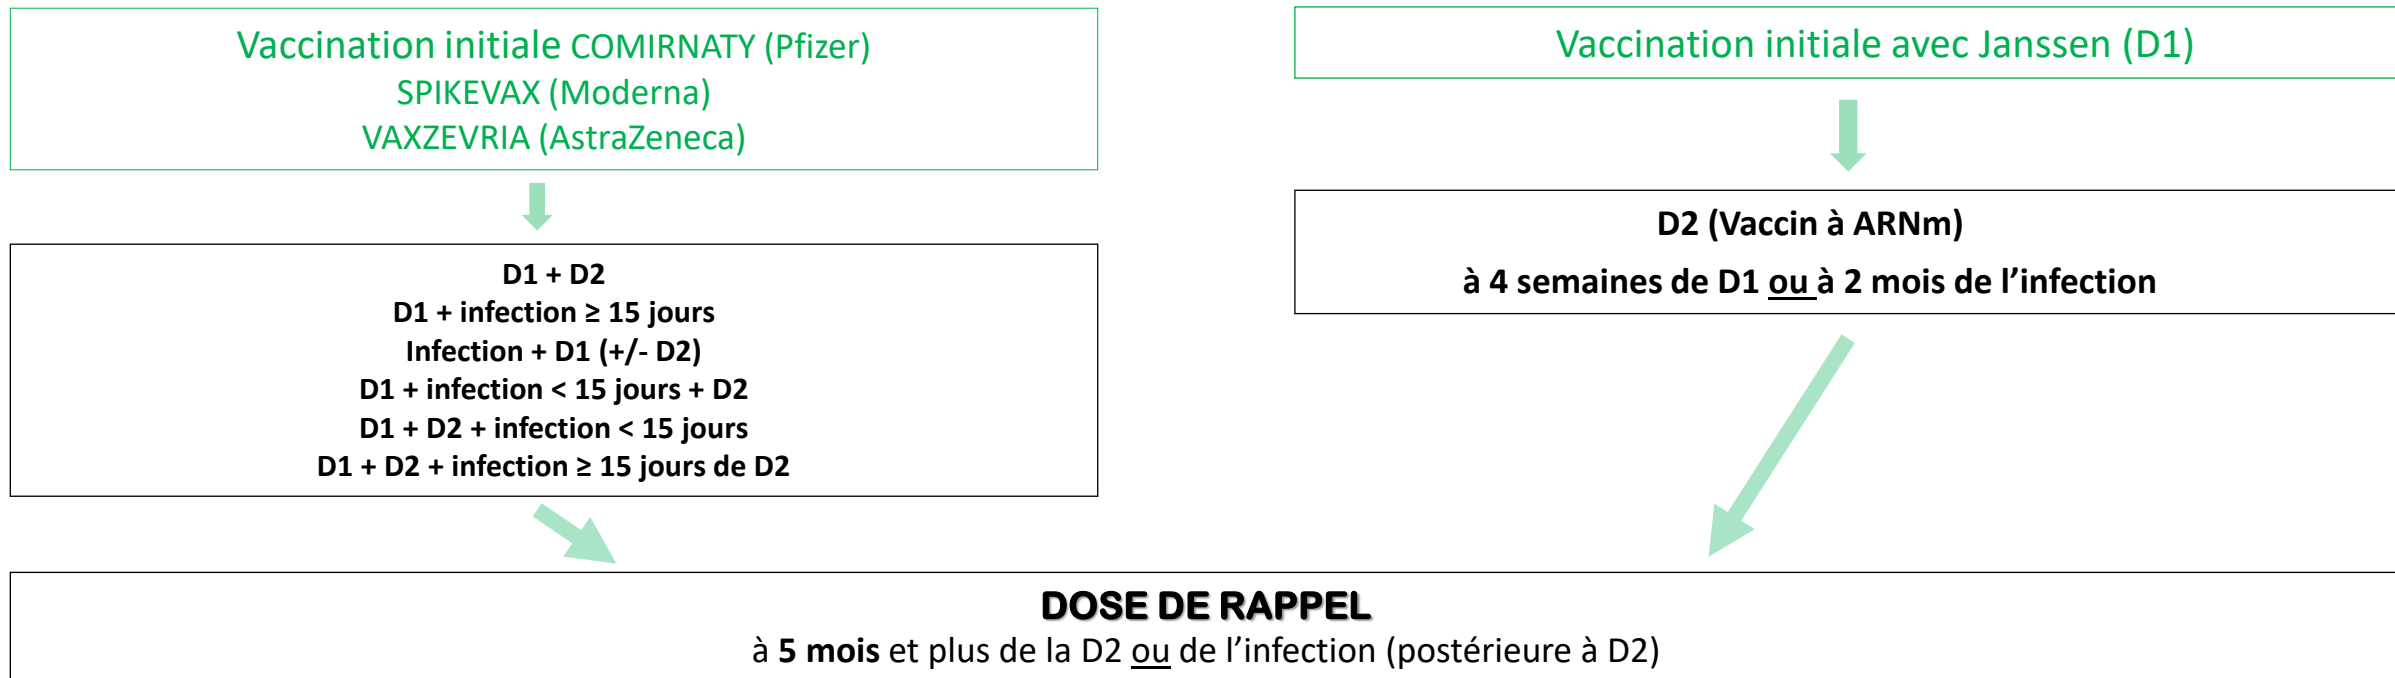 Vaccination initiale COMIRNATY (Pfizer)
SPIKEVAX (Moderna)
VAXZEVRIA (AstraZeneca)
D1 + D2
D1 + infection ≥ 15 jours
Infection + D1 (+/- D2)
D1 + infection < 15 jours + D2
D1 + D2 + infection < 15 jours
D1 + D2 + infection ≥ 15 jours de D2
Vaccination initiale avec Janssen (D1)
D2 (Vaccin à ARNm)
à 4 semaines de D1 ou à 2 mois de l’infection
DOSE DE RAPPEL
à 5 mois et plus de la D2 ou de l’infection (postérieure à D2)